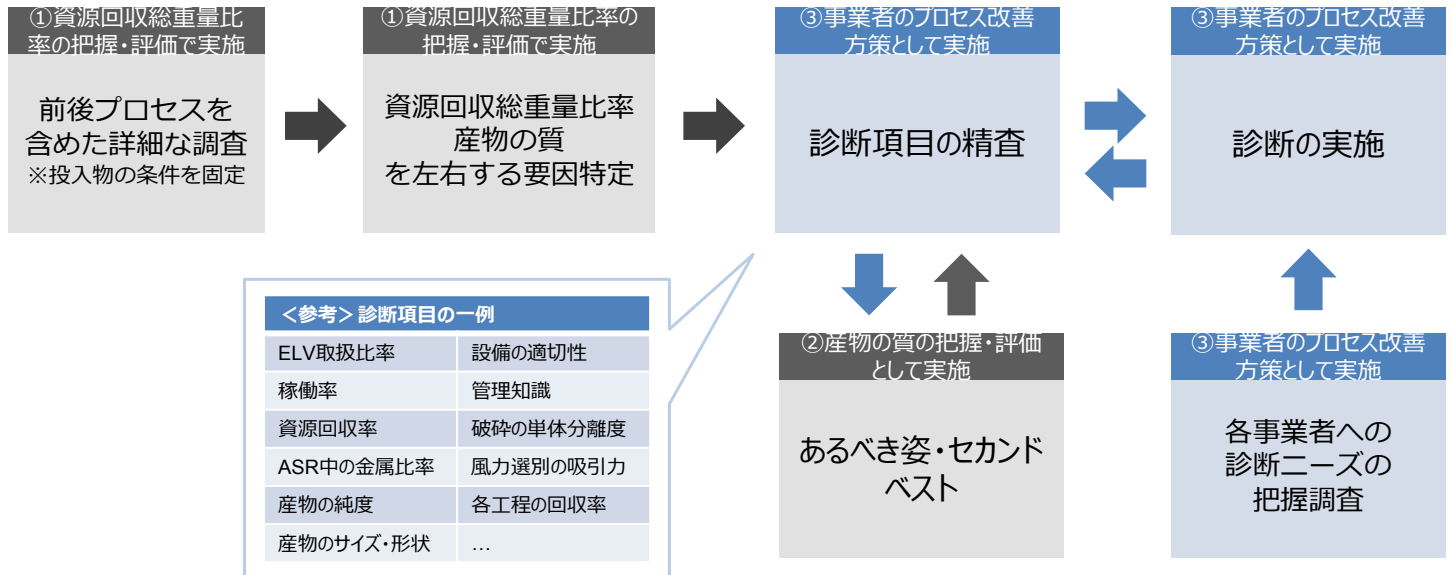 ①資源回収総重量比
率の把握・評価で実施
前後プロセスを
含めた詳細な調査
※投入物の条件を固定
①資源回収総重量比率の
把握・評価で実施
資源回収総重量比率
産物の質
を左右する要因特定
③事業者のプロセス改善
方策として実施
診断項目の精査
③事業者のプロセス改善
方策として実施
診断の実施
＜参考＞診断項目の一例
ELV取扱比率 設備の適切性
稼働率 管理知識
資源回収率 破砕の単体分離度
ASR中の金属比率 風力選別の吸引力
産物の純度 各工程の回収率
産物のサイズ・形状 …
②産物の質の把握・評価
として実施
あるべき姿・セカンド
ベスト
③事業者のプロセス改善
方策として実施
各事業者への
診断ニーズの
把握調査